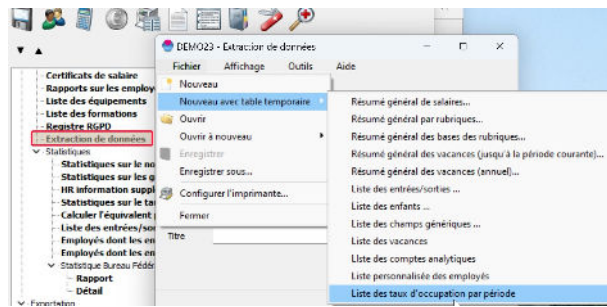 DEMO23 - Extraction de données
Fichier Affichage Outils Aide
Nouveau
Nouveau avec table temporaire
Ouvrir
Ouvrir à nouveau
Enregistrer
Enregistrer sous...
Configurer l'imprimante...
Fermer
Titre
Résumé général de salaires...
Résumé général par rubriques...
Résumé général des bases des rubriques...
Résumé général des vacances (jusqu'à la période courante)...
Résumé général des vacances (annuel)...
Liste des entrées/sorties ...
Liste des enfants ...
Liste des champs génériques ...
Liste des vacances
Liste des comptes analytiques
Liste personnalisée des employés
Liste des taux d'occupation par période
Certificats de salaire
Rapports sur les employ
Liste des équipements
Liste des formations
Registre RGPD
Extraction de données
Statistiques
Statistiques sur le no
Statistiques sur les g
HR information suppl
Statistiques sur le ta
Calculer l'équivalent
Liste des entrées/so
Employés dont les en
Employés dont les en
Statistique Bureau Fédér
Rapport
Détail
Exportation